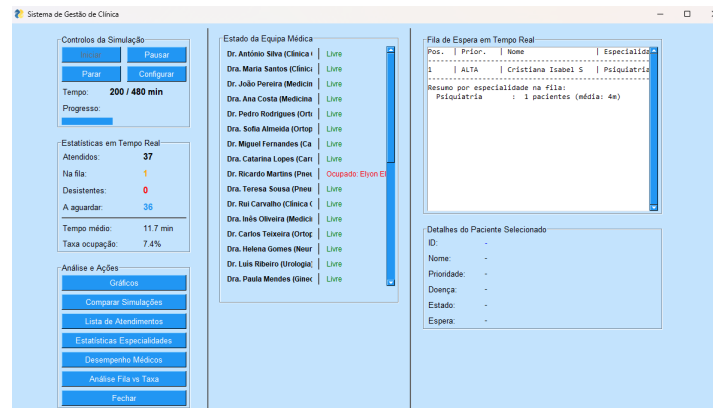 Sistema de Gestão de Clínica
Controlos da Simulação
Iniciar Pausar
Parar Configurar
Tempo: 200 / 480 min
Progresso:
Estatísticas em Tempo Real
Atendidos: 37
Na fila: 1
Desistentes: 0
A aguardar: 36
Tempo médio: 11.7 min
Taxa ocupação: 7.4%
Análise e Ações
Gráficos
Comparar Simulações
Lista de Atendimentos
Estatísticas Especialidades
Desempenho Médicos
Análise Fila vs Taxa
Fechar
Estado da Equipa Médica
Dr. António Silva (Clínica Livre
Dra. Maria Santos (Clínica Livre
Dr. João Pereira (Medicin Livre
Dra. Ana Costa (Medicina Livre
Dr. Pedro Rodrigues (Ort Livre
Dra. Sofia Almeida (Ortop Livre
Dr. Miguel Fernandes (Ca Livre
Dra. Catarina Lopes (Car Livre
Dr. Ricardo Martins (Pneu Ocupado: Elyon El
Dra. Teresa Sousa (Pneu Livre
Dr. Rui Carvalho (Clínica ( Livre
Dra. Inês Oliveira (Medici Livre
Dr. Carlos Teixeira (Ortop Livre
Dra. Helena Gomes (Neur Livre
Dr. Luís Ribeiro (Urologia) Livre
Dra. Paula Mendes (Ginec Livre
Fila de Espera em Tempo Real
Pos. | Prior. | Nome | Especialida
1 | ALTA | Cristiana Isabel S | Psiquiatria
Resumo por especialidade na fila:
Psiquiatria : 1 pacientes (média: 4m)
Detalhes do Paciente Selecionado
ID: -
Nome: -
Prioridade: -
Doença: -
Estado: -
Espera: -